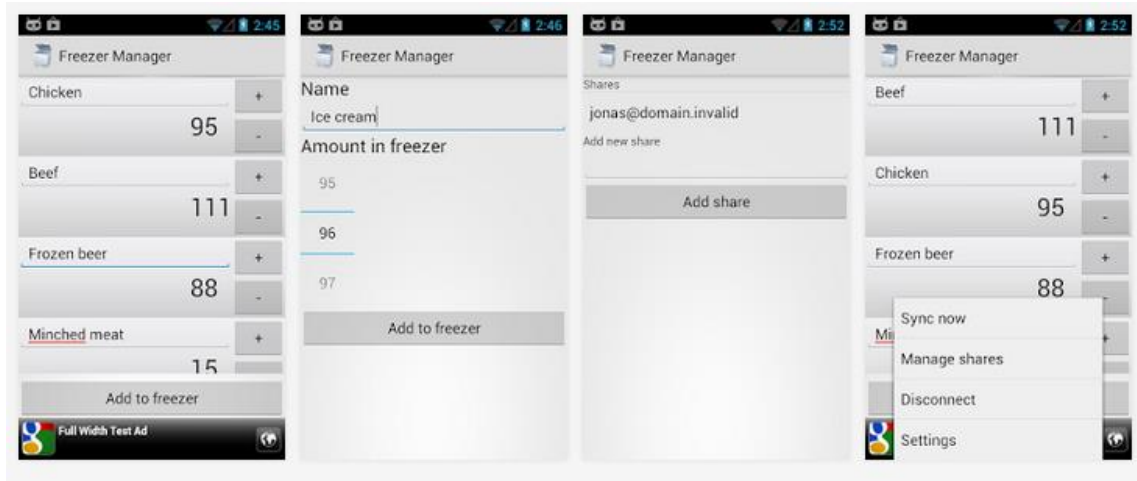 2:45
Freezer Manager
Chicken
+
95
-
Beef
+
111
-
Frozen beer
+
88
-
Minched meat
+
15
Add to freezer
Full Width Test Ad
2:46
Freezer Manager
Name
Ice cream
Amount in freezer
95
96
97
Add to freezer
2:52
Freezer Manager
Shares
jonas@domain.invalid
Add new share
Add share
2:52
Freezer Manager
Beef
+
111
-
Chicken
+
95
-
Frozen beer
+
88
-
Mi
+
Sync now
Manage shares
Disconnect
Settings